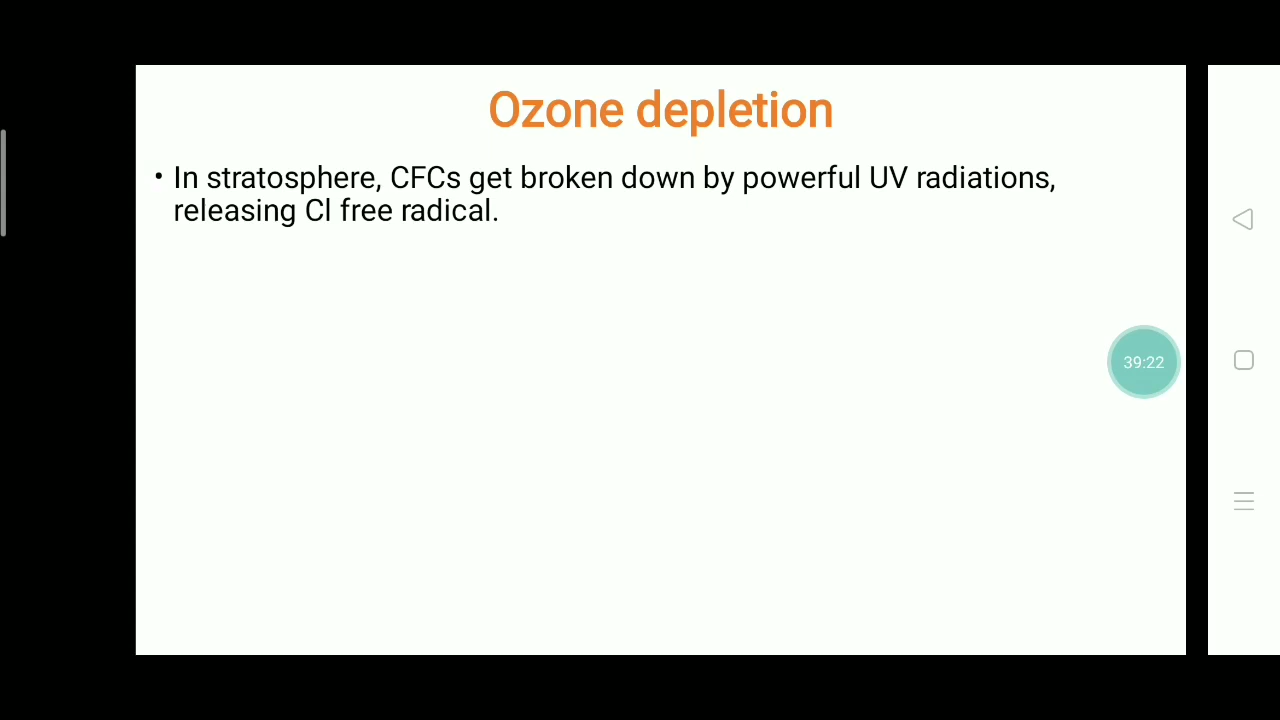 Ozone depletion
• In stratosphere, CFCs get broken down by powerful UV radiations,
releasing Cl free radical.
39:22